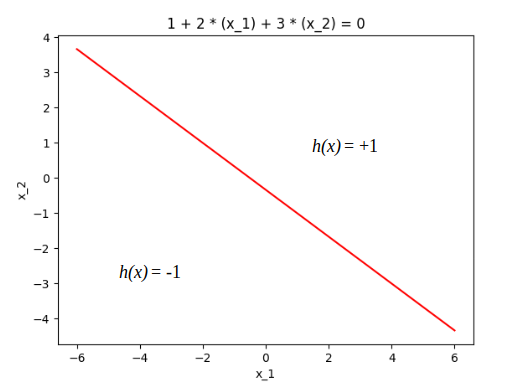 1 + 2 * (x_1) + 3 * (x_2) = 0
4
3
2
1
0
−1
−2
−3
−4
x_2
h(x) = +1
h(x) = -1
−6 −4 −2 0 2 4 6
x_1